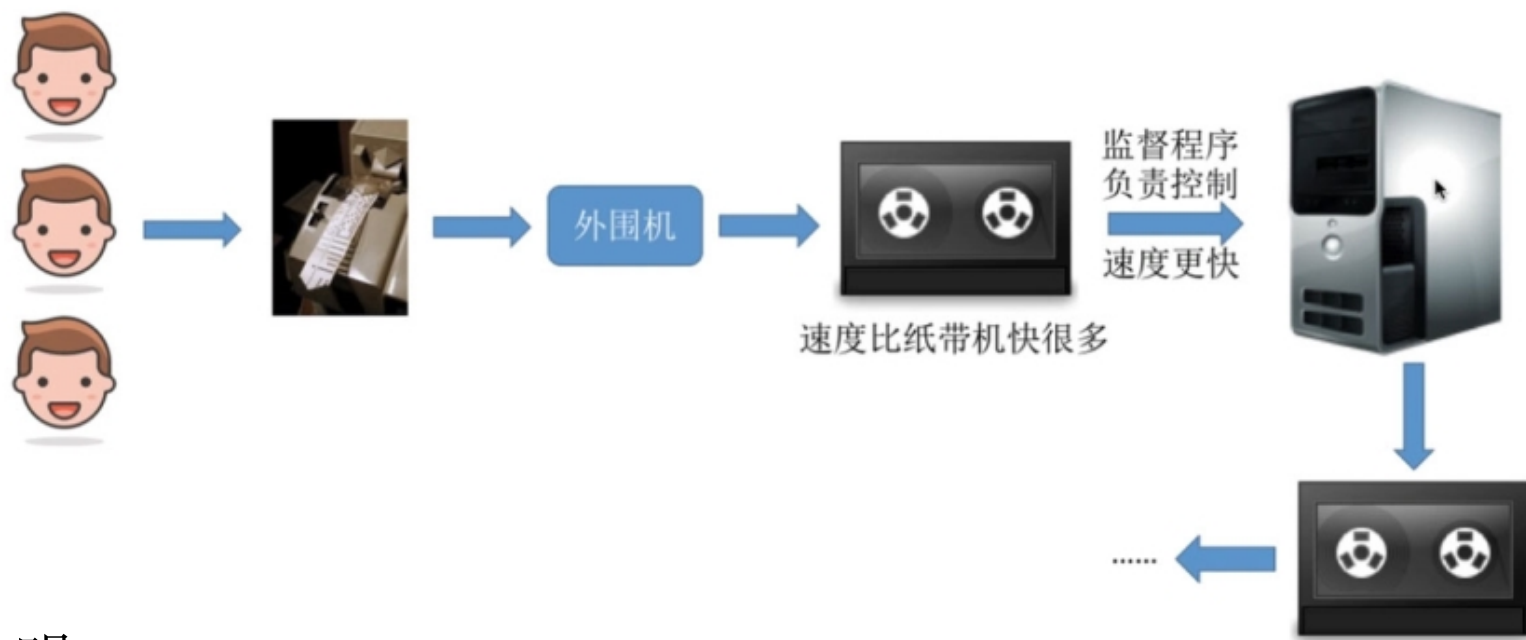 监督程序
负责控制
外围机
速度更快
速度比纸带机快很多
......